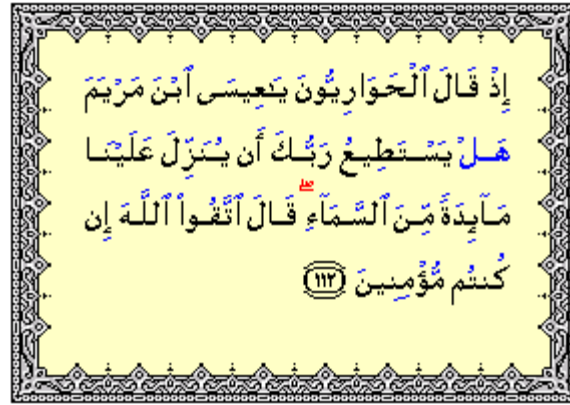 إِذْ قَالَ ٱلْحَوَارِيُّونَ يَـٰعِيسَى ٱبْنَ مَرْيَمَ
هَلْ يَسْتَطِيعُ رَبُّكَ أَن يُنَزِّلَ عَلَيْنَا
مَآئِدَةً مِّنَ ٱلسَّمَآءِ ۖ قَالَ ٱتَّقُوا۟ ٱللَّهَ إِن
كُنتُم مُّؤْمِنِينَ ﴿١١٢﴾